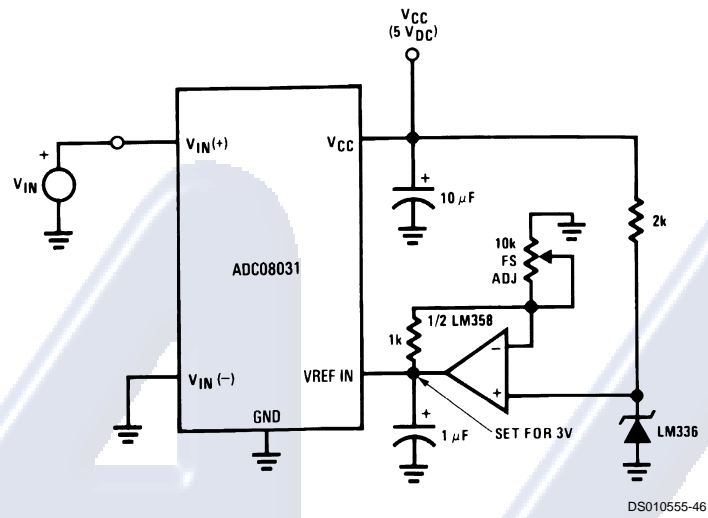 VCC
(5 VDC)
VIN(+)
VCC
+
VIN
+
10 µF
2k
10k
FS
ADJ
ADC08031
1/2 LM358
1k
−
+
VIN(−)
VREF IN
GND
+
1 µF
SET FOR 3V
LM336
DS010555-46